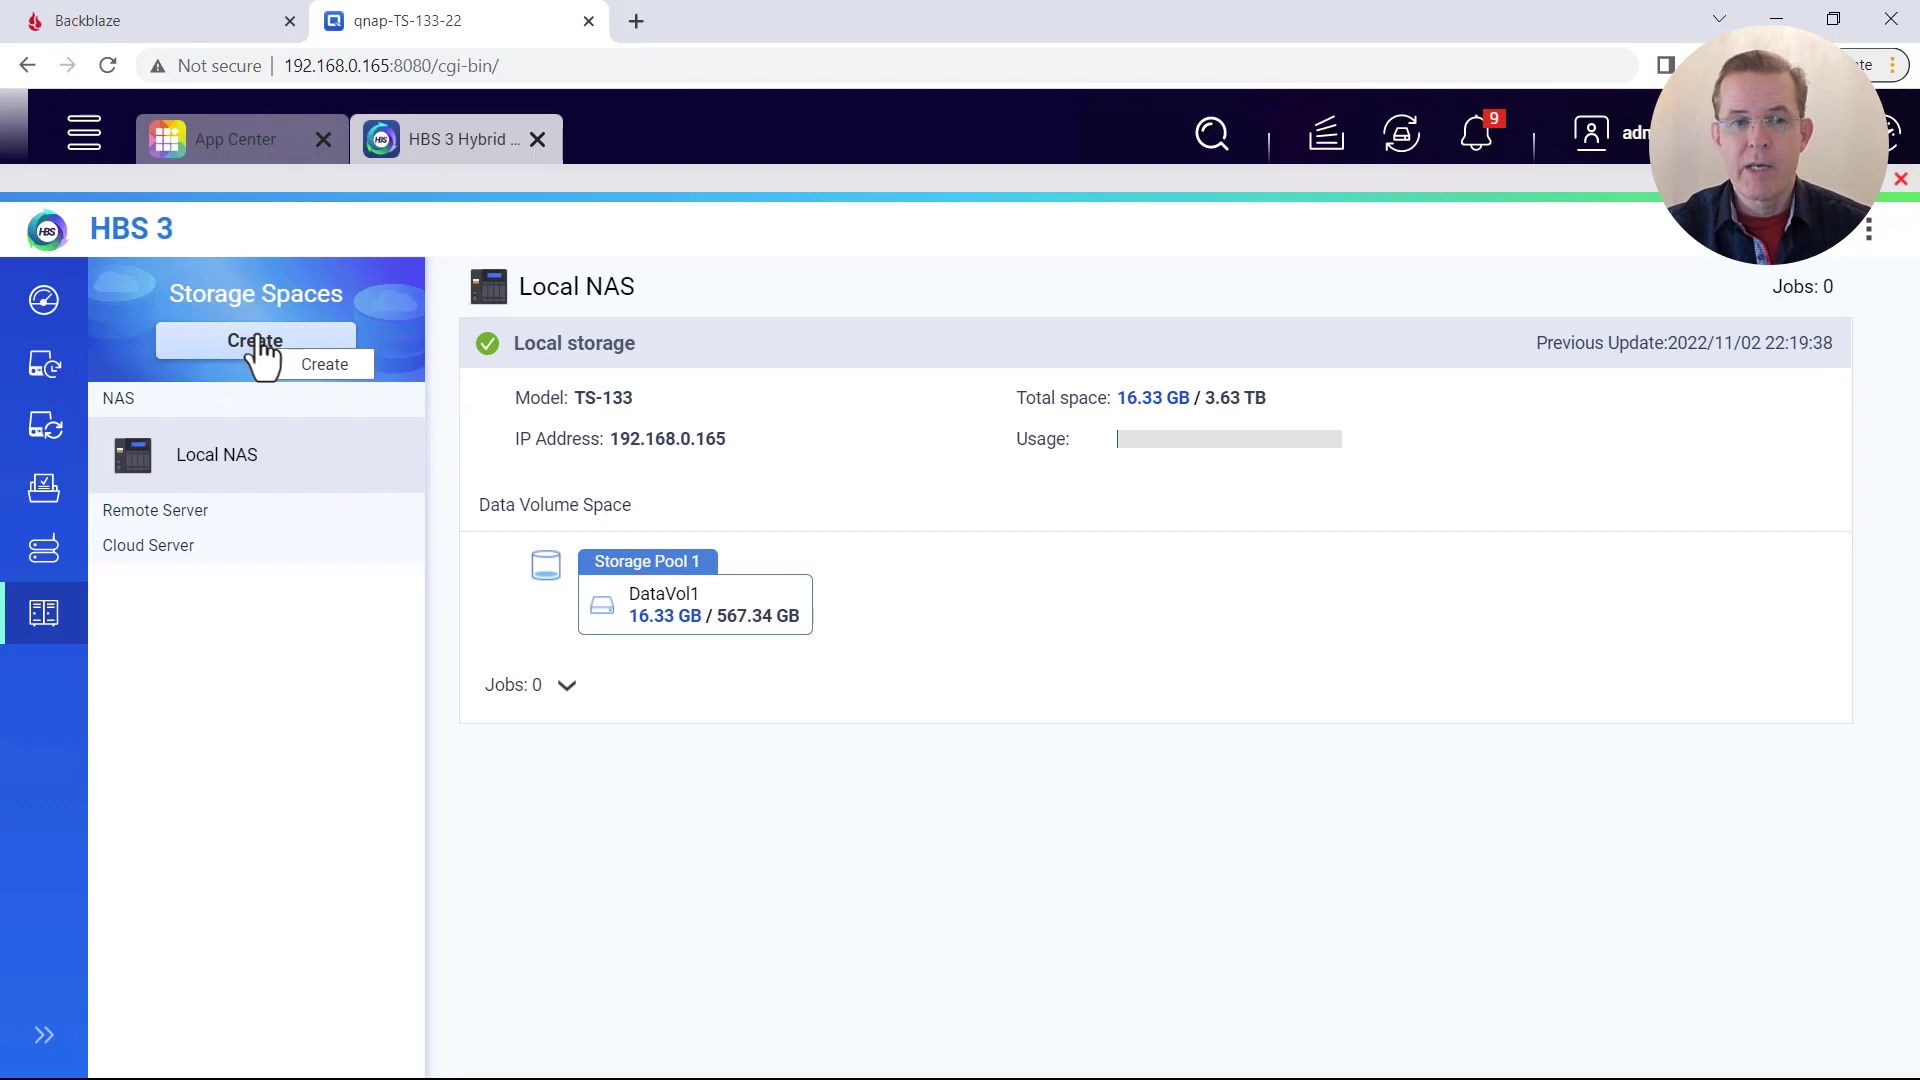 Backblaze
qnap-TS-133-22
Not secure
192.168.0.165:8080/cgi-bin/
App Center
HBS 3 Hybrid ...
9
HBS
HBS 3
Storage Spaces
Create
Create
NAS
Local NAS
Remote Server
Cloud Server
Local NAS
Jobs: 0
Local storage
Previous Update:2022/11/02 22:19:38
Model: TS-133
Total space: 16.33 GB / 3.63 TB
IP Address: 192.168.0.165
Usage:
Data Volume Space
Storage Pool 1
DataVol1
16.33 GB / 567.34 GB
Jobs: 0